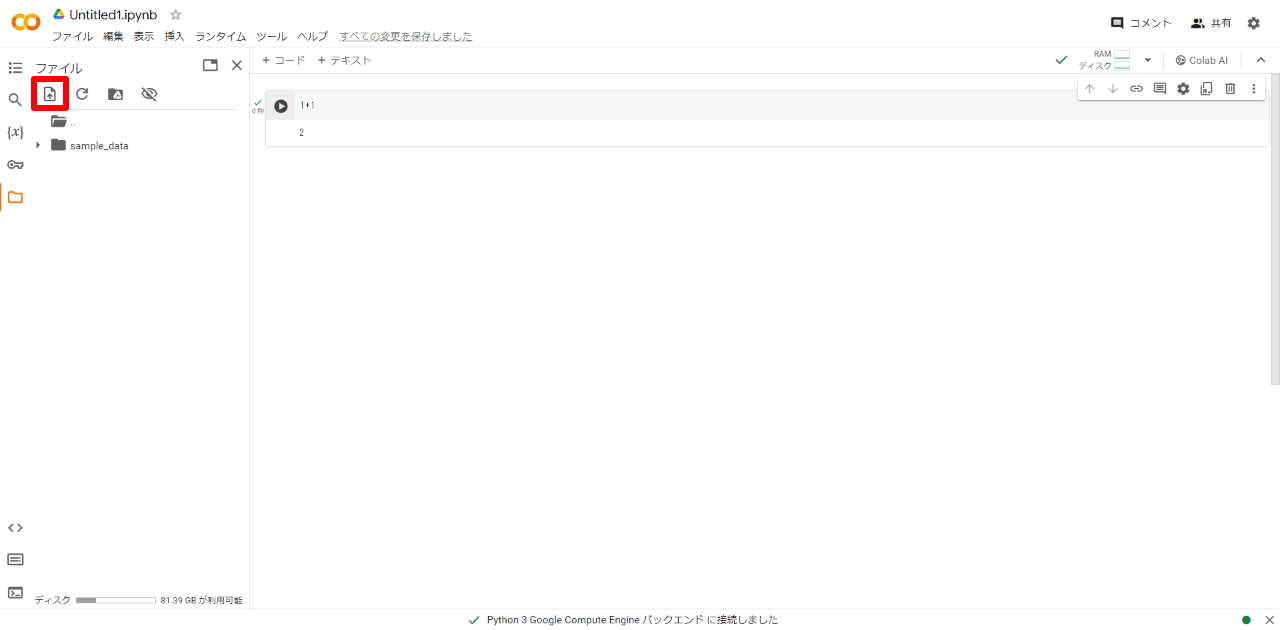 Untitled1.ipynb
ファイル 編集 表示 挿入 ランタイム ツール ヘルプ すべての変更を保存しました
コメント 共有
ファイル
+ コード + テキスト
RAM
ディスク
Colab AI
{x}
..
sample_data
0 秒
1+1
2
ディスク 81.39 GB が利用可能
Python 3 Google Compute Engine バックエンド に接続しました